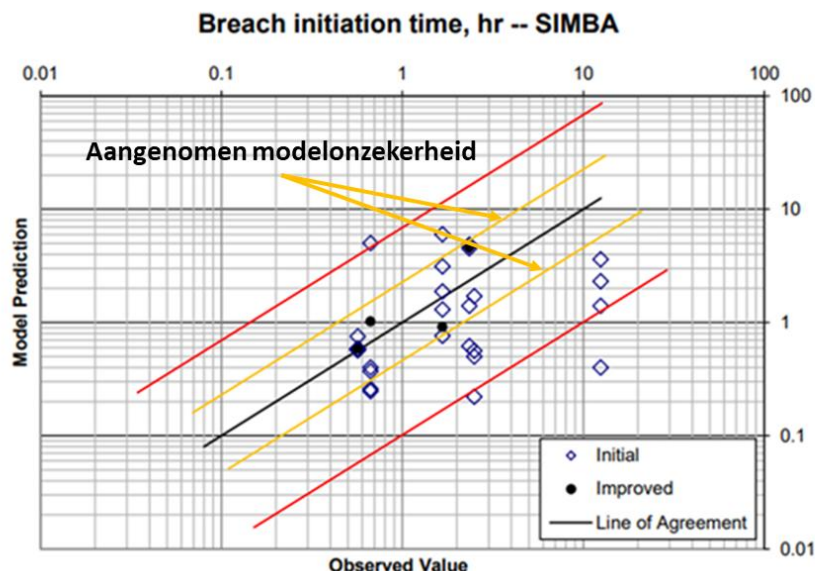 Breach initiation time, hr -- SIMBA
0.01 0.1 1 10 100
100
Aangenomen modelonzekerheid
10
Model Prediction
1
Initial
0.1
Improved
Line of Agreement
0.01
Observed Value